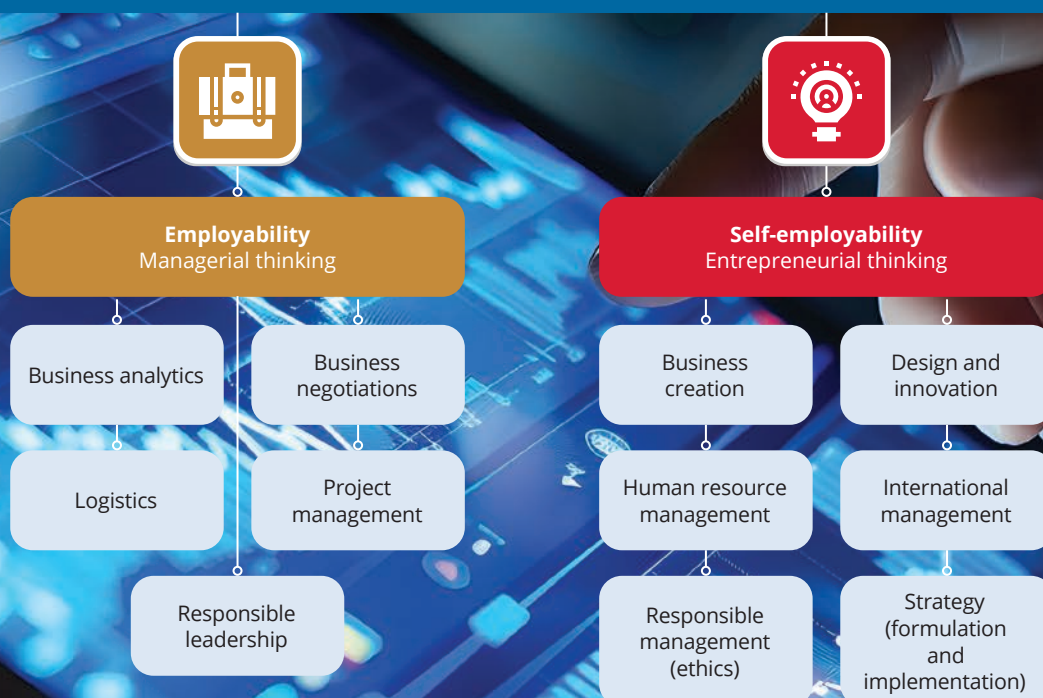 Employability
Managerial thinking
Business analytics
Business
negotiations
Logistics
Project
management
Responsible
leadership
Self-employability
Entrepreneurial thinking
Business
creation
Design and
innovation
Human resource
management
International
management
Responsible
management
(ethics)
Strategy
(formulation
and
implementation)